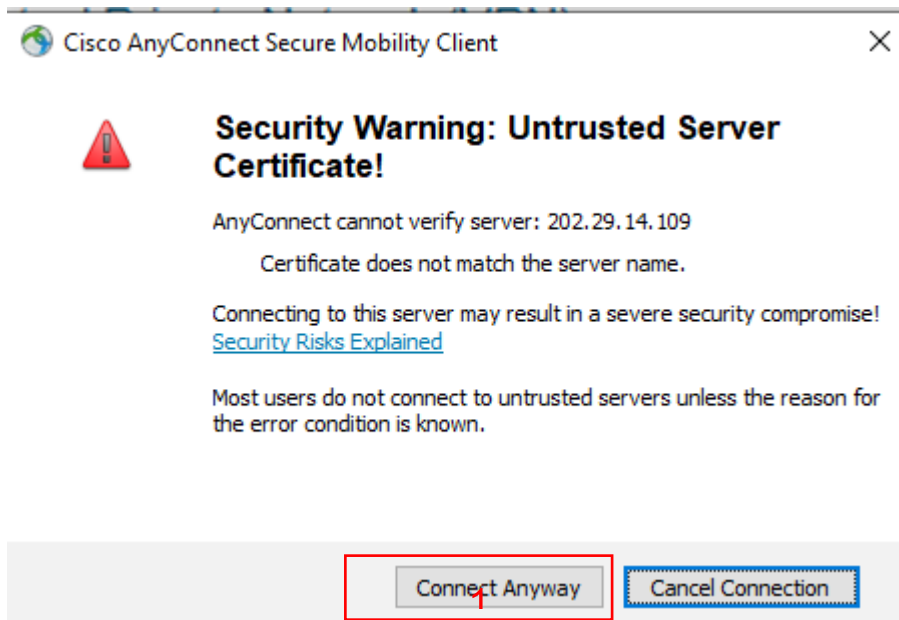 Cisco AnyConnect Secure Mobility Client
Security Warning: Untrusted Server
Certificate!
AnyConnect cannot verify server: 202.29.14.109
Certificate does not match the server name.
Connecting to this server may result in a severe security compromise!
Security Risks Explained
Most users do not connect to untrusted servers unless the reason for
the error condition is known.
Connect Anyway
1
Cancel Connection